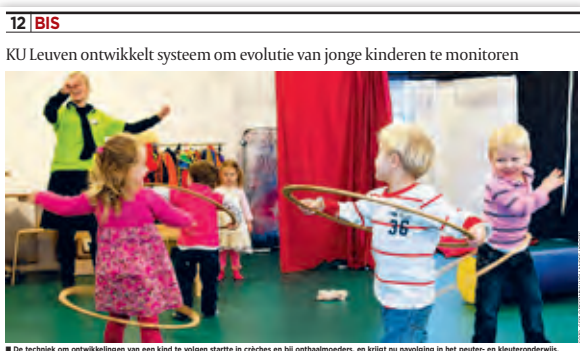 12 BIS
KU Leuven ontwikkelt systeem om evolutie van jonge kinderen te monitoren
36
■ De techniek om ontwikkelingen van een kind te volgen startte in crèches en bij onthaalmoeders, en krijgt nu navolging in het peuter- en kleuteronderwijs.